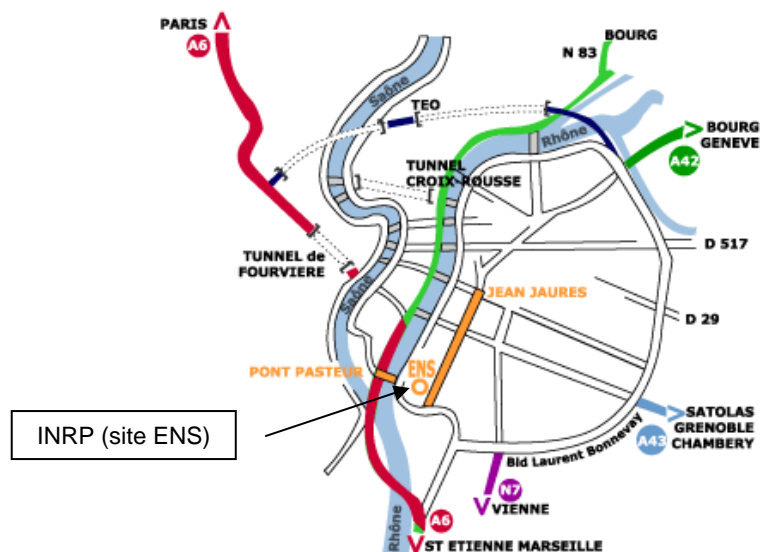 PARIS
A6
BOURG
N 83
Saône
TEO
Rhône
BOURG
GENEVE
A42
TUNNEL
CROIX-ROUSSE
D 517
TUNNEL de
FOURVIERE
Saône
JEAN JAURES
D 29
PONT PASTEUR
ENS
INRP (site ENS)
SATOLAS
GRENOBLE
CHAMBERY
A43
Bld Laurent Bonnevay
N7
VIENNE
A6
Rhône
ST ETIENNE MARSEILLE